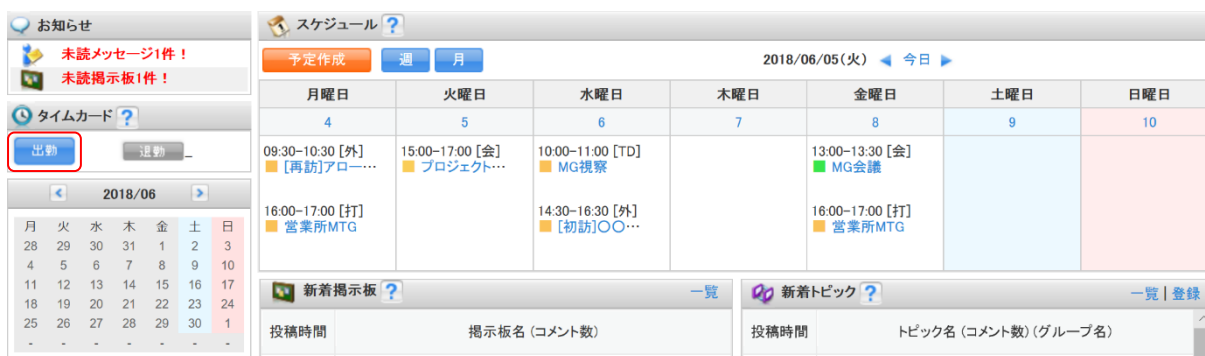 お知らせ
未読メッセージ1件！
未読掲示板1件！
タイムカード ?
出勤 退勤 _
2018/06
月 火 水 木 金 土 日
28 29 30 31 1 2 3
4 5 6 7 8 9 10
11 12 13 14 15 16 17
18 19 20 21 22 23 24
25 26 27 28 29 30 1
- - - - - - -
スケジュール ?
予定作成 週 月 2018/06/05(火) 今日
月曜日 火曜日 水曜日 木曜日 金曜日 土曜日 日曜日
4 5 6 7 8 9 10
09:30-10:30 [外] 15:00-17:00 [会] 10:00-11:00 [TD] 13:00-13:30 [会]
[再訪]アロー… プロジェクト… MG視察 MG会議
16:00-17:00 [打] 14:30-16:30 [外] 16:00-17:00 [打]
営業所MTG [初訪]〇〇… 営業所MTG
新着掲示板 ? 一覧
投稿時間 掲示板名 (コメント数)
新着トピック ? 一覧 | 登録
投稿時間 トピック名 (コメント数) (グループ名)